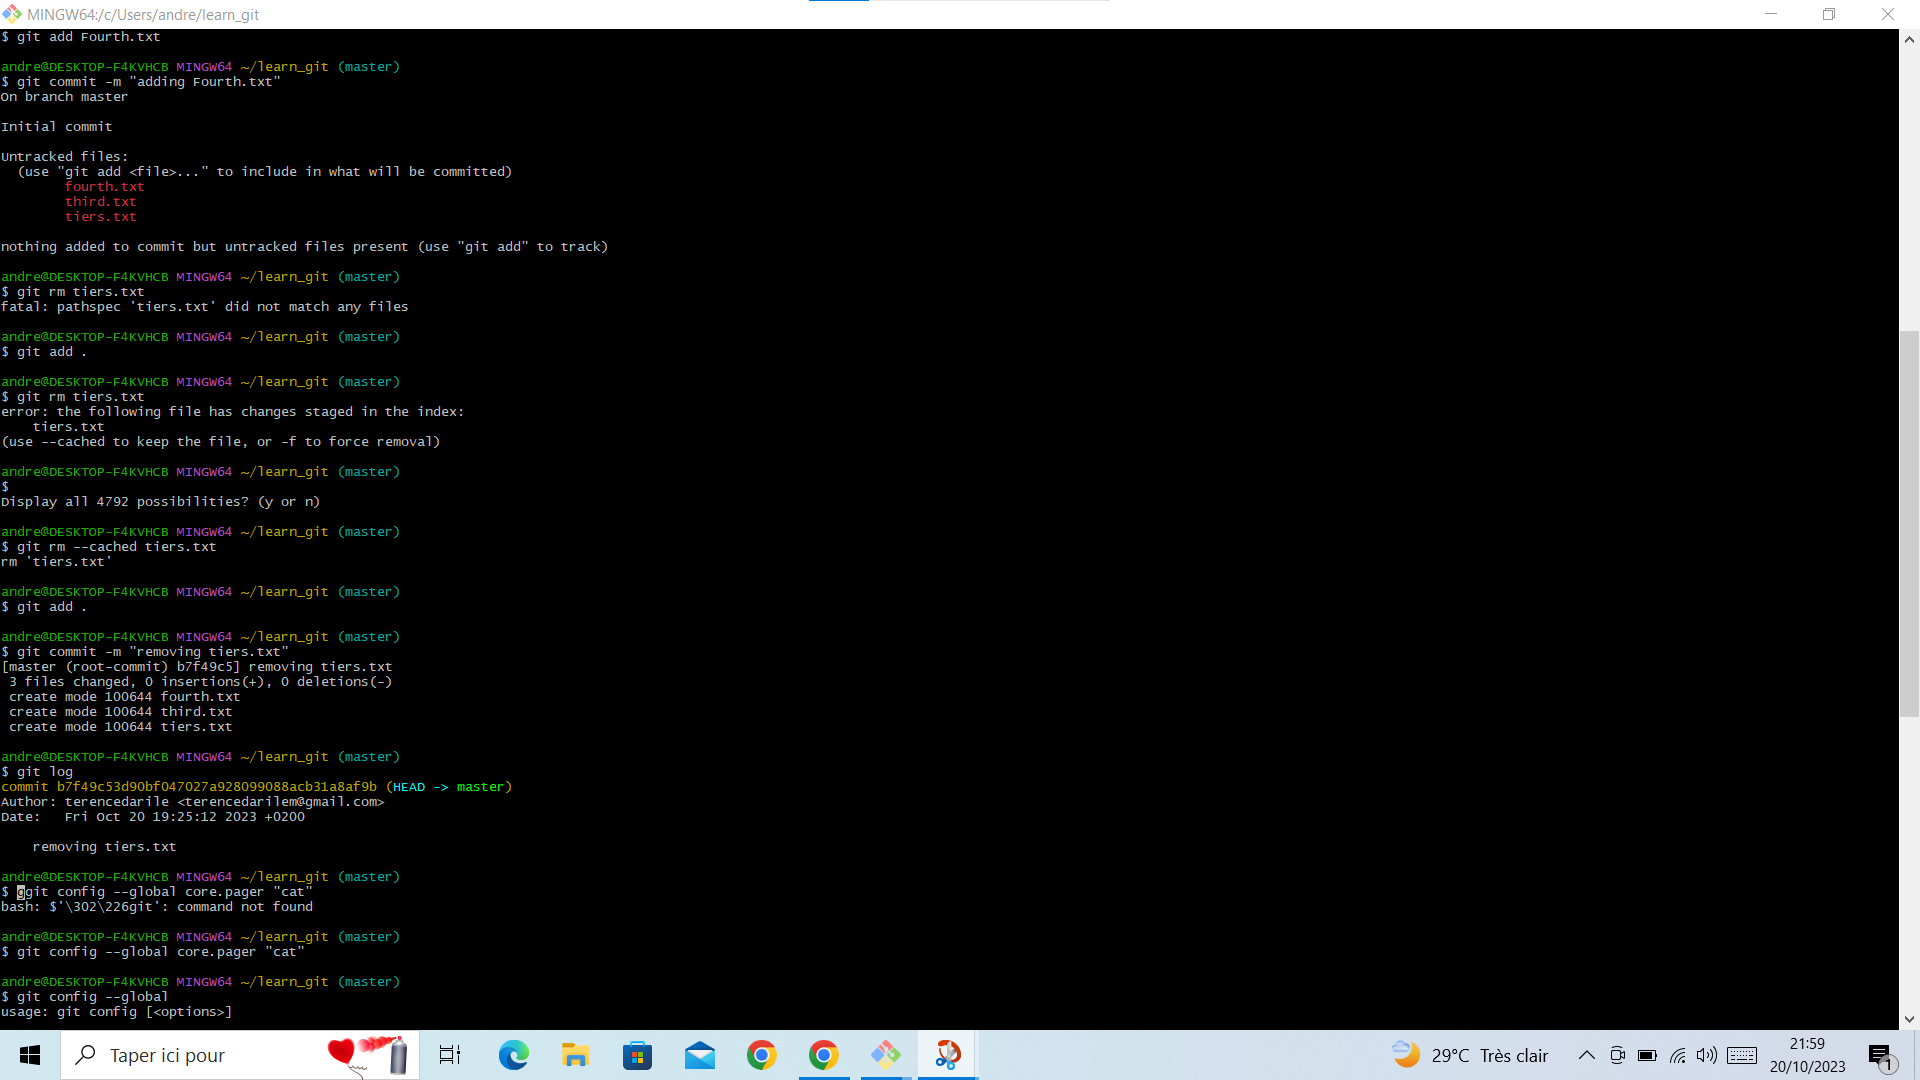 MINGW64:/c/Users/andre/learn_git
$ git add Fourth.txt
andre@DESKTOP-F4KVHCB MINGW64 ~/learn_git (master)
$ git commit -m "adding Fourth.txt"
On branch master
Initial commit
Untracked files:
  (use "git add <file>..." to include in what will be committed)
        fourth.txt
        third.txt
        tiers.txt
nothing added to commit but untracked files present (use "git add" to track)
andre@DESKTOP-F4KVHCB MINGW64 ~/learn_git (master)
$ git rm tiers.txt
fatal: pathspec 'tiers.txt' did not match any files
andre@DESKTOP-F4KVHCB MINGW64 ~/learn_git (master)
$ git add .
andre@DESKTOP-F4KVHCB MINGW64 ~/learn_git (master)
$ git rm tiers.txt
error: the following file has changes staged in the index:
    tiers.txt
(use --cached to keep the file, or -f to force removal)
andre@DESKTOP-F4KVHCB MINGW64 ~/learn_git (master)
$
Display all 4792 possibilities? (y or n)
andre@DESKTOP-F4KVHCB MINGW64 ~/learn_git (master)
$ git rm --cached tiers.txt
rm 'tiers.txt'
andre@DESKTOP-F4KVHCB MINGW64 ~/learn_git (master)
$ git add .
andre@DESKTOP-F4KVHCB MINGW64 ~/learn_git (master)
$ git commit -m "removing tiers.txt"
[master (root-commit) b7f49c5] removing tiers.txt
 3 files changed, 0 insertions(+), 0 deletions(-)
 create mode 100644 fourth.txt
 create mode 100644 third.txt
 create mode 100644 tiers.txt
andre@DESKTOP-F4KVHCB MINGW64 ~/learn_git (master)
$ git log
commit b7f49c53d90bf047027a928099088acb31a8af9b (HEAD -> master)
Author: terencedarile <terencedarilem@gmail.com>
Date:   Fri Oct 20 19:25:12 2023 +0200
    removing tiers.txt
andre@DESKTOP-F4KVHCB MINGW64 ~/learn_git (master)
$ ggit config --global core.pager "cat"
bash: $'\302\226git': command not found
andre@DESKTOP-F4KVHCB MINGW64 ~/learn_git (master)
$ git config --global core.pager "cat"
andre@DESKTOP-F4KVHCB MINGW64 ~/learn_git (master)
$ git config --global
usage: git config [<options>]
Taper ici pour
29°C Très clair
21:59
20/10/2023
1